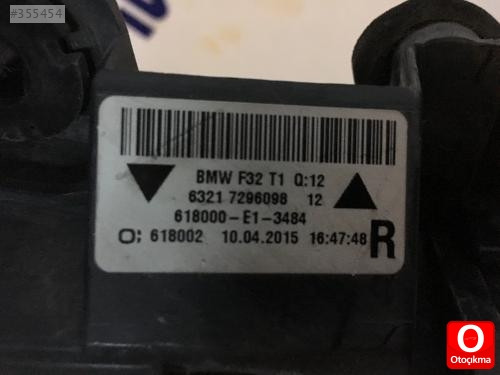 #355454
BMW F32 T1 Q:12
6321 7296098 12
618000-E1-3484
O; 618002 10.04.2015 16:47:48 R
O
Otoçıkma